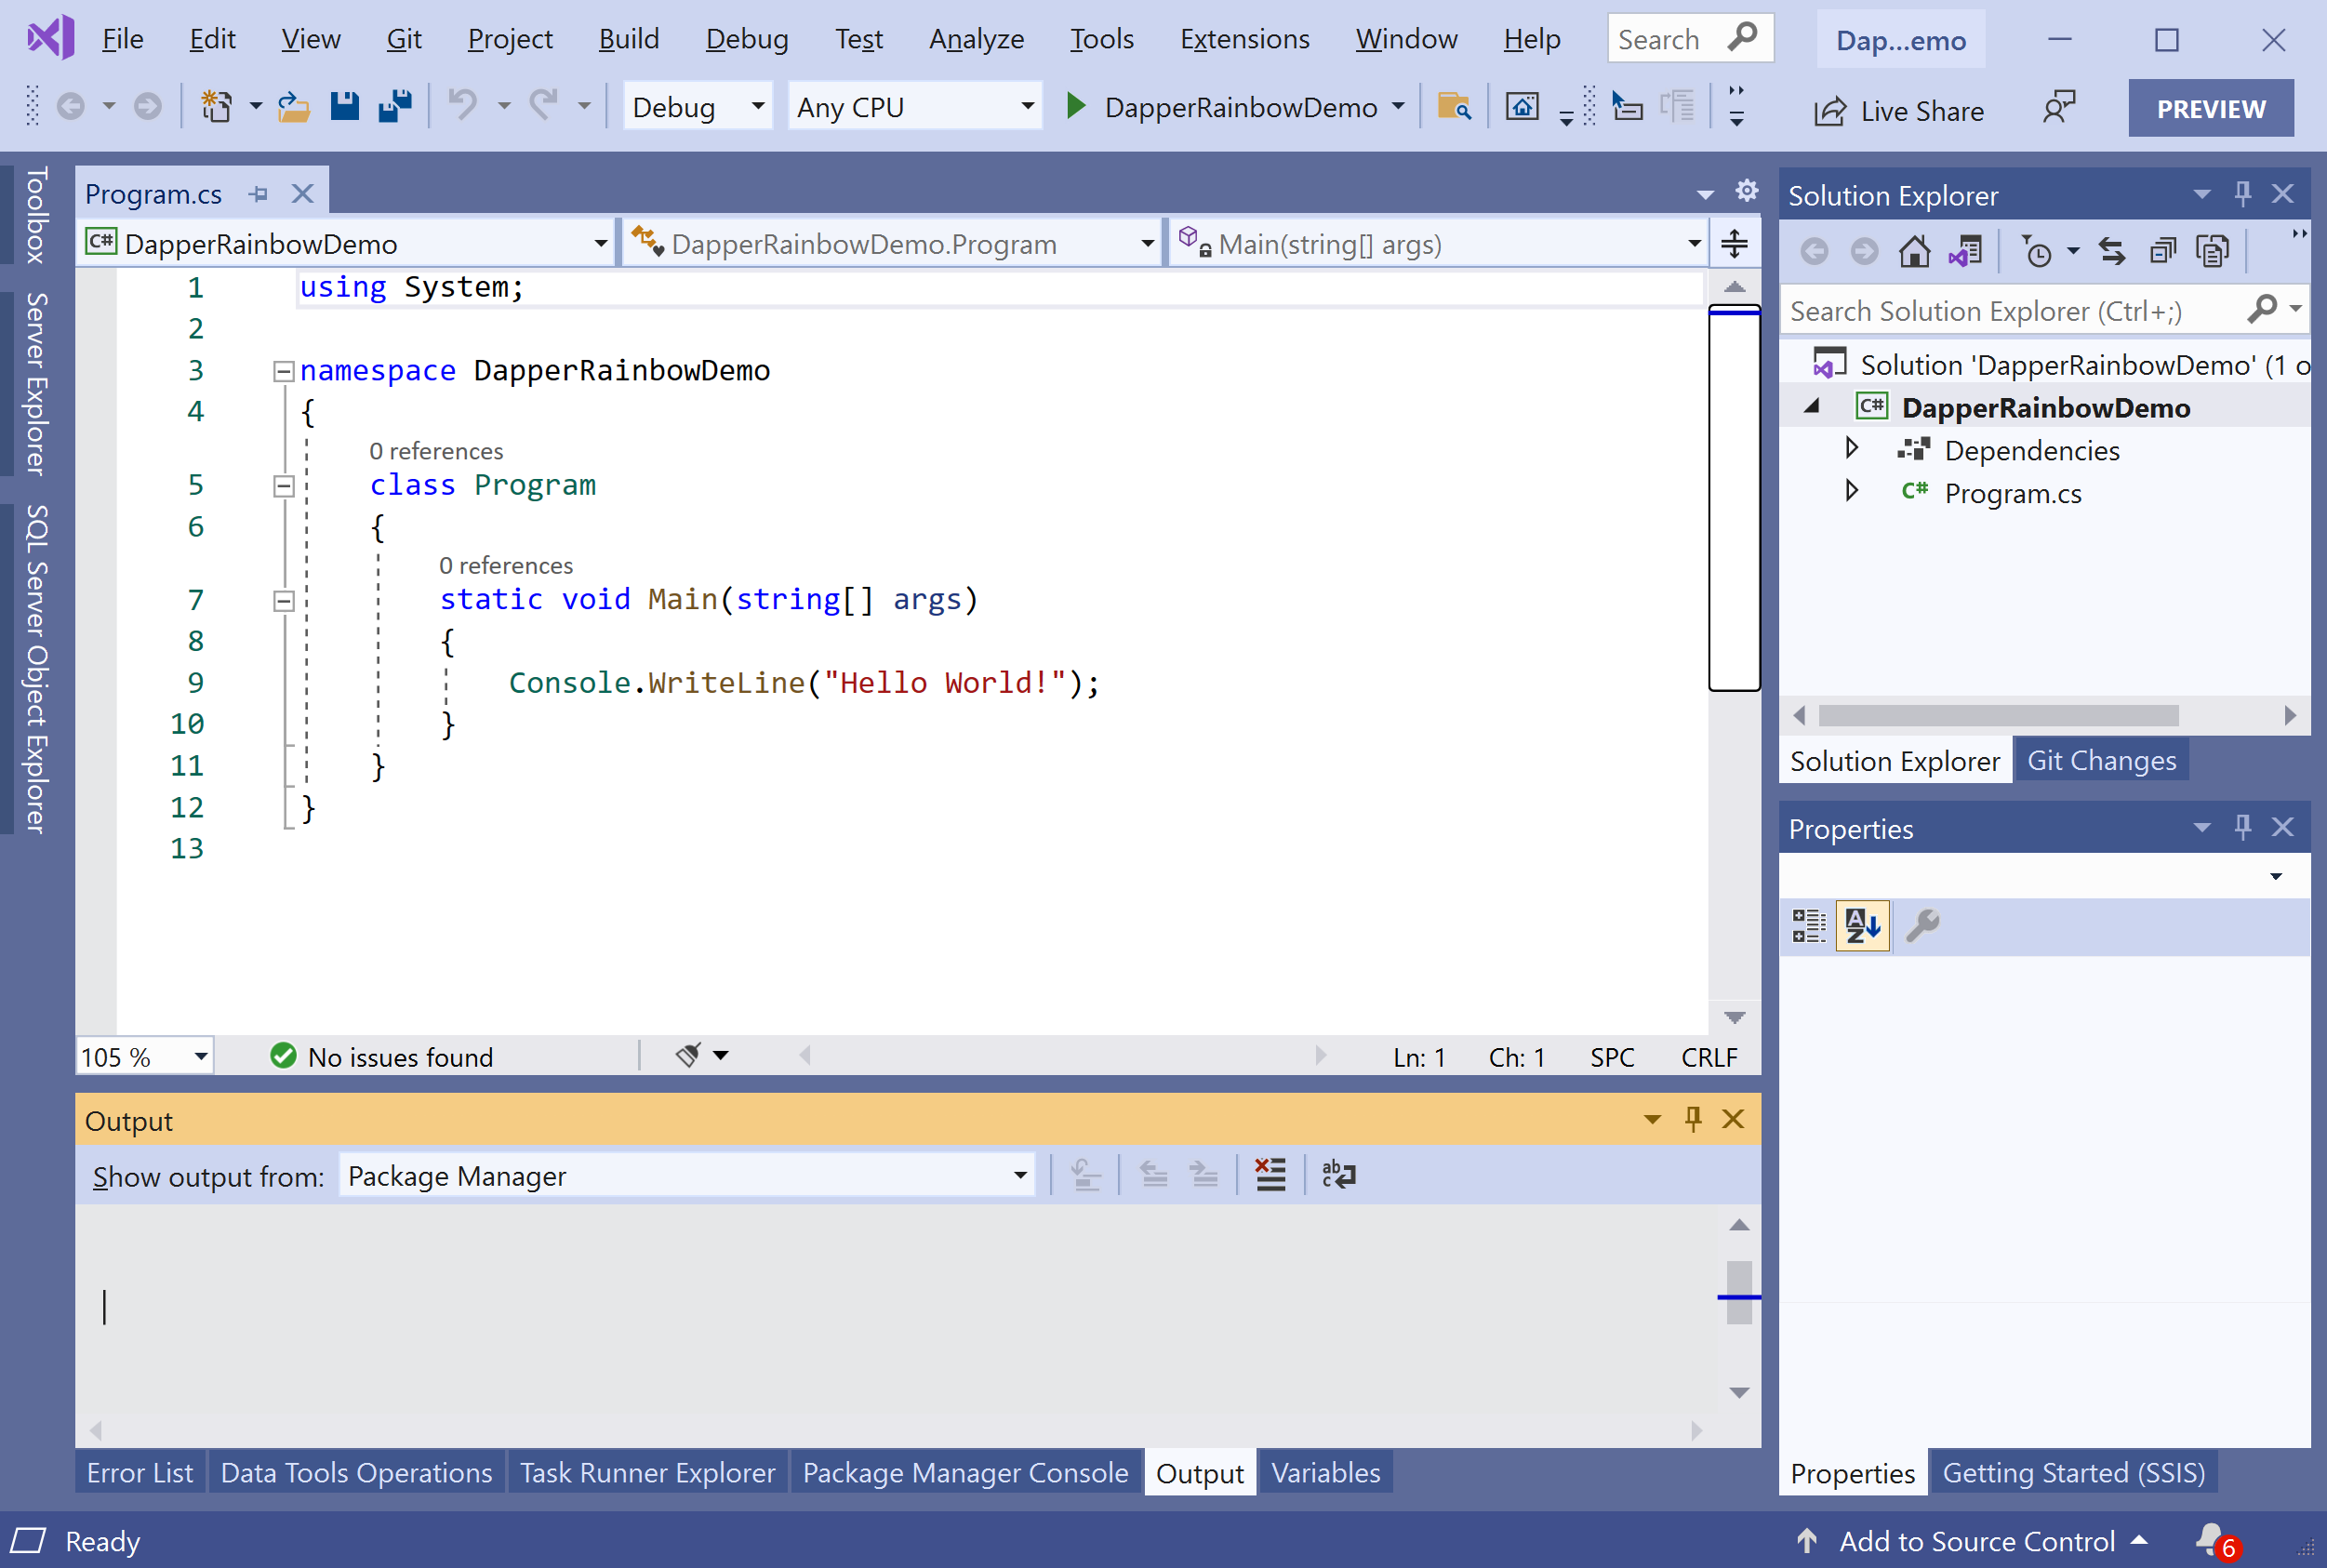 File Edit View Git Project Build Debug Test Analyze Tools Extensions Window Help Search Dap...emo
Debug Any CPU DapperRainbowDemo Live Share PREVIEW
Toolbox
Server Explorer
SQL Server Object Explorer
Program.cs
C# DapperRainbowDemo DapperRainbowDemo.Program Main(string[] args)
1 using System;
2
3 namespace DapperRainbowDemo
4 {
0 references
5 class Program
6 {
0 references
7 static void Main(string[] args)
8 {
9 Console.WriteLine("Hello World!");
10 }
11 }
12 }
13
105 % No issues found Ln: 1 Ch: 1 SPC CRLF
Output
Show output from: Package Manager
Error List Data Tools Operations Task Runner Explorer Package Manager Console Output Variables
Solution Explorer
Search Solution Explorer (Ctrl+;)
Solution 'DapperRainbowDemo' (1 o
C# DapperRainbowDemo
Dependencies
C# Program.cs
Solution Explorer Git Changes
Properties
Properties Getting Started (SSIS)
Ready Add to Source Control 6